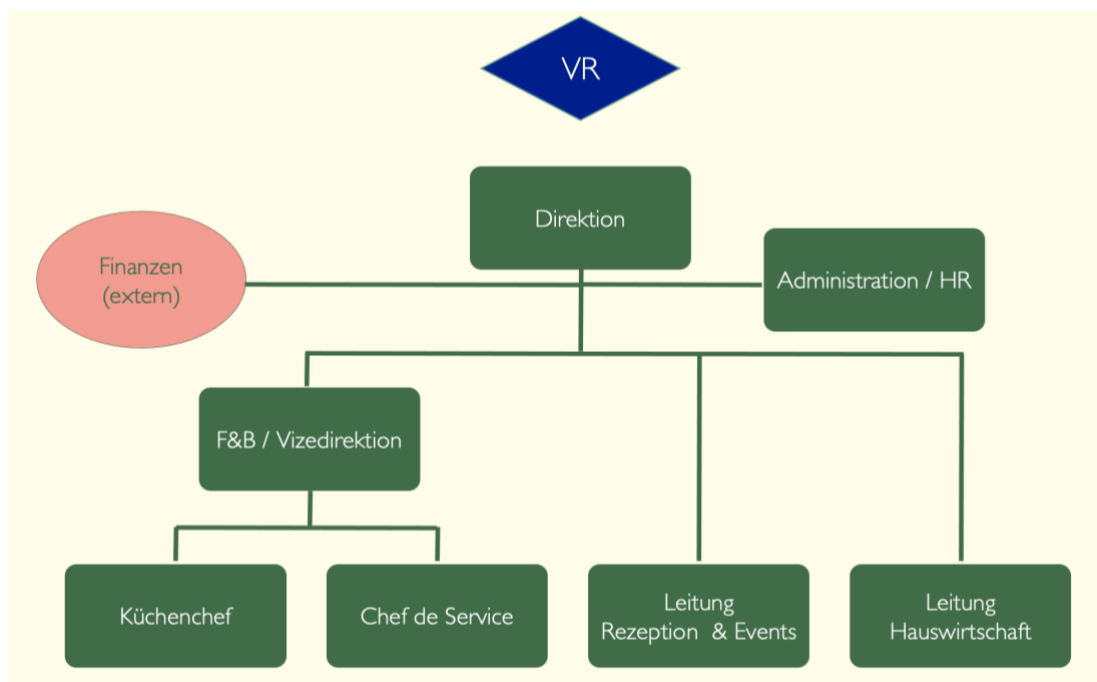 VR
Direktion
Finanzen
(extern)
Administration / HR
F&B / Vizedirektion
Küchenchef
Chef de Service
Leitung
Rezeption & Events
Leitung
Hauswirtschaft